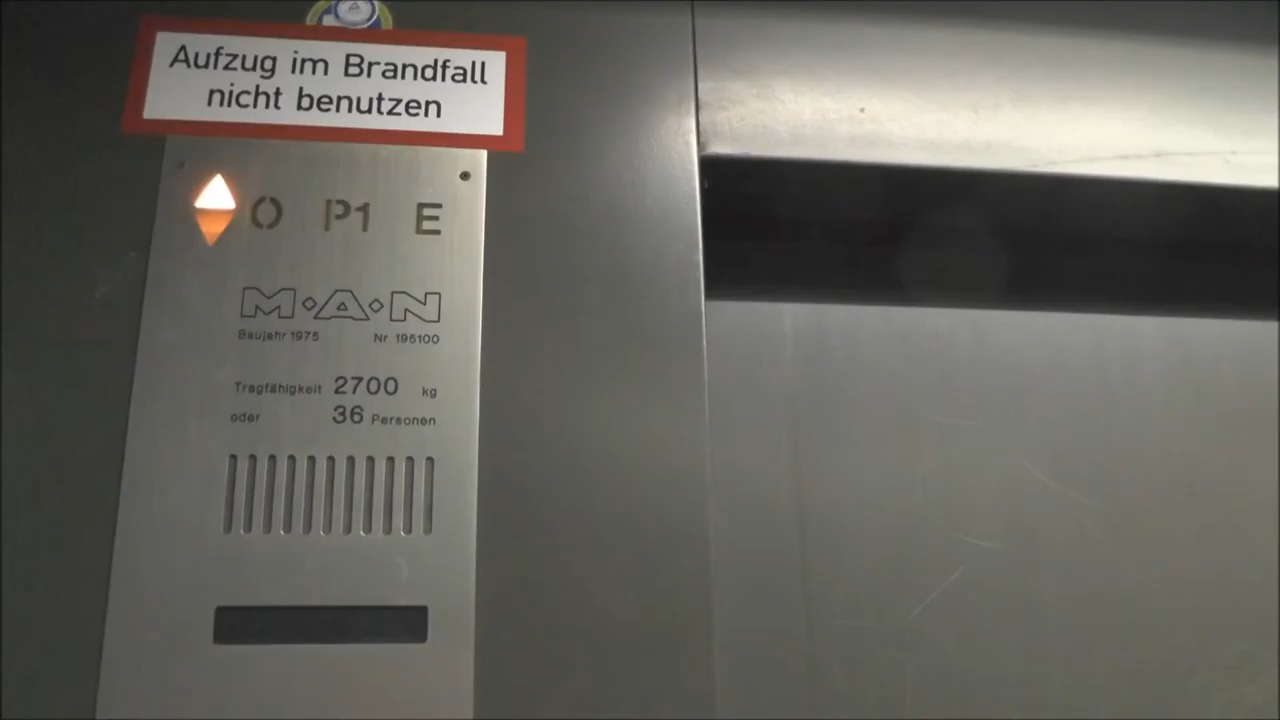 Aufzug im Brandfall
nicht benutzen
O P1 E
M·A·N
Baujahr 1975 Nr 195100
Tragfähigkeit 2700 kg
oder 36 Personen